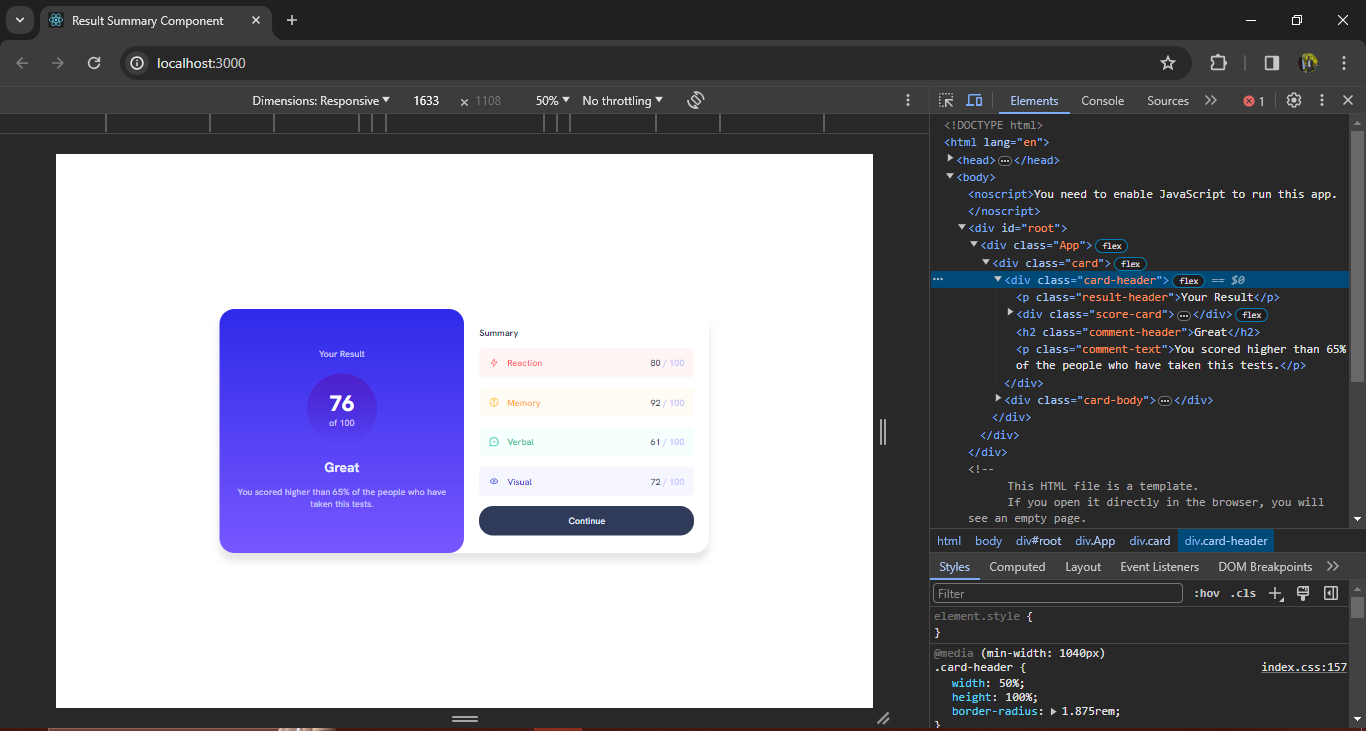 Result Summary Component
localhost:3000
Dimensions: Responsive 1633 × 1108 50% No throttling
Elements Console Sources 1
Your Result
76
of 100
Great
You scored higher than 65% of the people who have
taken this tests.
Summary
Reaction 80 / 100
Memory 92 / 100
Verbal 61 / 100
Visual 72 / 100
Continue
<!DOCTYPE html>
<html lang="en">
<head>…</head>
<body>
<noscript>You need to enable JavaScript to run this app.
</noscript>
<div id="root">
<div class="App"> flex
<div class="card"> flex
<div class="card-header"> flex == $0
<p class="result-header">Your Result</p>
<div class="score-card">…</div> flex
<h2 class="comment-header">Great</h2>
<p class="comment-text">You scored higher than 65%
of the people who have taken this tests.</p>
</div>
<div class="card-body">…</div>
</div>
</div>
</div>
<!--
This HTML file is a template.
If you open it directly in the browser, you will
see an empty page.
html body div#root div.App div.card div.card-header
Styles Computed Layout Event Listeners DOM Breakpoints
Filter :hov .cls
element.style {
}
@media (min-width: 1040px)
.card-header { index.css:157
width: 50%;
height: 100%;
border-radius: 1.875rem;
}